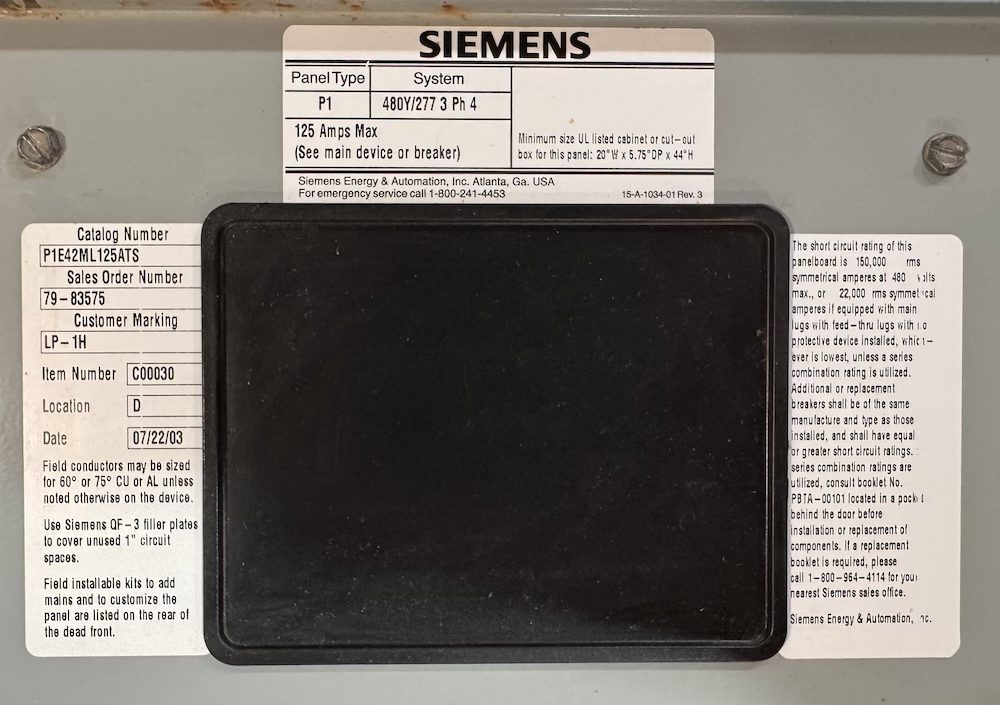 SIEMENS
Panel Type System
P1 480Y/277 3 Ph 4
125 Amps Max
(See main device or breaker)
Minimum size UL listed cabinet or cut-out
box for this panel: 20"W x 5.75"DP x 44"H
Siemens Energy & Automation, Inc. Atlanta, Ga. USA
For emergency service call 1-800-241-4453
15-A-1034-01 Rev. 3
Catalog Number
P1E42ML125ATS
Sales Order Number
79-83575
Customer Marking
LP-1H
Item Number C00030
Location D
Date 07/22/03
Field conductors may be sized
for 60° or 75° CU or AL unless
noted otherwise on the device.
Use Siemens QF-3 filler plates
to cover unused 1" circuit
spaces.
Field installable kits to add
mains and to customize the
panel are listed on the rear of
the dead front.
The short circuit rating of this
panelboard is 150,000 rms
symmetrical amperes at 480 volts
max., or 22,000 rms symmetrical
amperes if equipped with main
lugs with feed-thru lugs with no
protective device installed, which-
ever is lowest, unless a series
combination rating is utilized.
Additional or replacement
breakers shall be of the same
manufacture and type as those
installed, and shall have equal
or greater short circuit ratings.
series combination ratings are
utilized, consult booklet No.
PBTA-00101 located in a pocket
behind the door before
installation or replacement of
components. If a replacement
booklet is required, please
call 1-800-964-4114 for your
nearest Siemens sales office.
Siemens Energy & Automation, Inc.